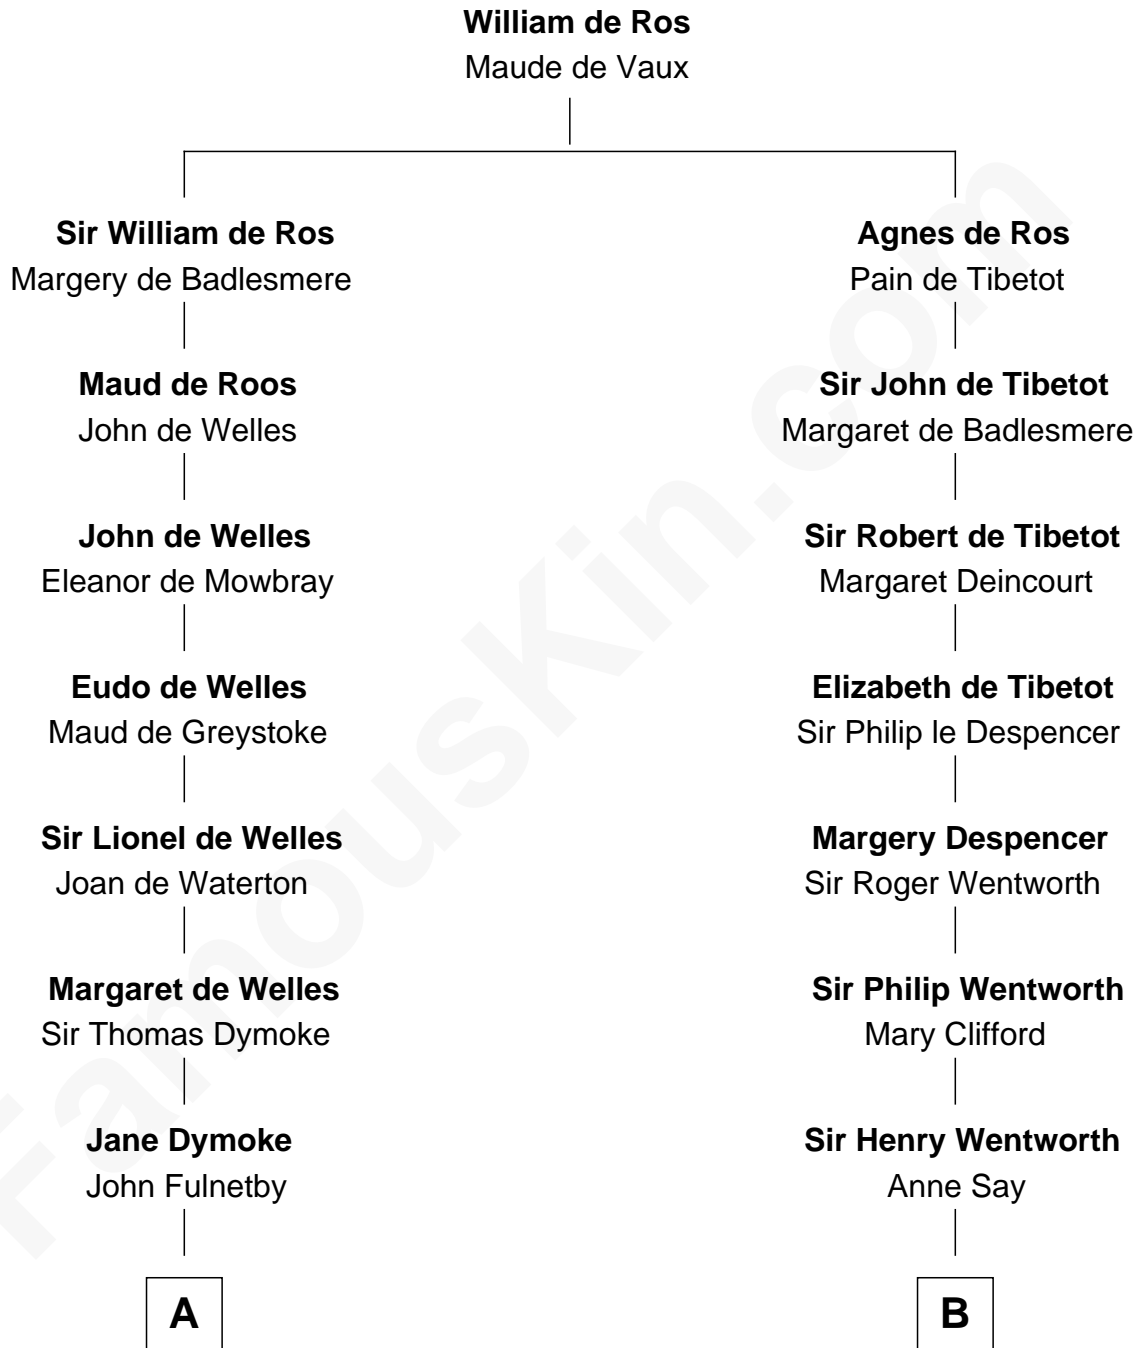 William de Ros
Maude de Vaux
Sir William de Ros
Margery de Badlesmere
Agnes de Ros
Pain de Tibetot
Maud de Roos
John de Welles
Sir John de Tibetot
Margaret de Badlesmere
John de Welles
Eleanor de Mowbray
Sir Robert de Tibetot
Margaret Deincourt
Eudo de Welles
Maud de Greystoke
Elizabeth de Tibetot
Sir Philip le Despencer
Sir Lionel de Welles
Joan de Waterton
Margery Despencer
Sir Roger Wentworth
Margaret de Welles
Sir Thomas Dymoke
Sir Philip Wentworth
Mary Clifford
Jane Dymoke
John Fulnetby
Sir Henry Wentworth
Anne Say
A
B
FamousKin.com